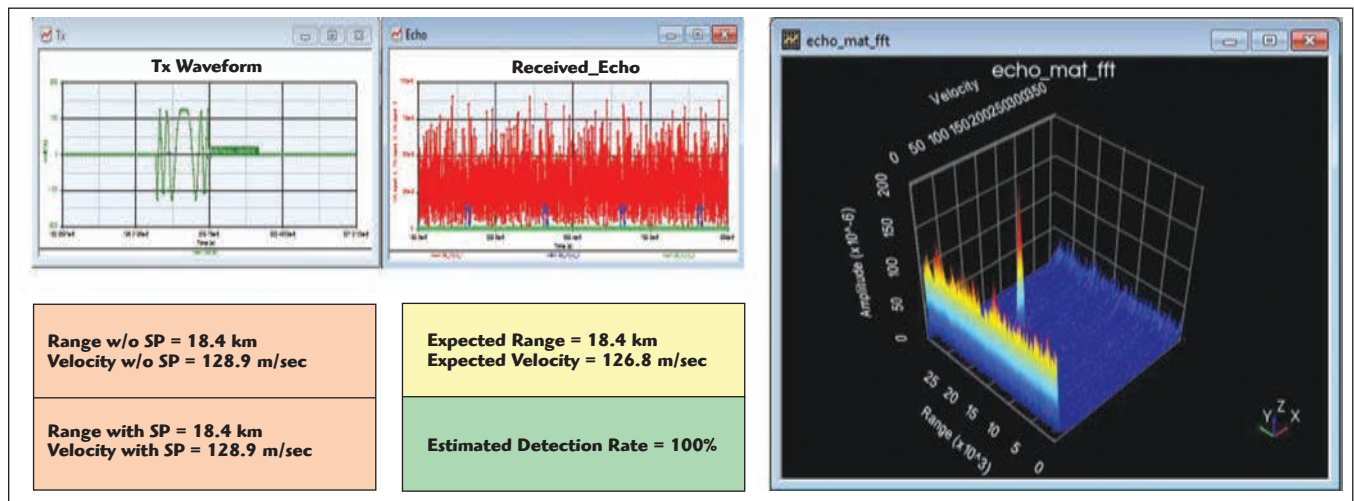 Tx
Tx Waveform
Time (s)
Echo
Received_Echo
Time (s)
echo_mat_fft
echo_mat_fft
Velocity
0 50 100 150 200 250 300 350
Amplitude (x10^-6)
200
150
100
50
0
Range (x10^3)
25
20
15
10
5
0
Y Z X
Range w/o SP = 18.4 km
Velocity w/o SP = 128.9 m/sec
Range with SP = 18.4 km
Velocity with SP = 128.9 m/sec
Expected Range = 18.4 km
Expected Velocity = 126.8 m/sec
Estimated Detection Rate = 100%